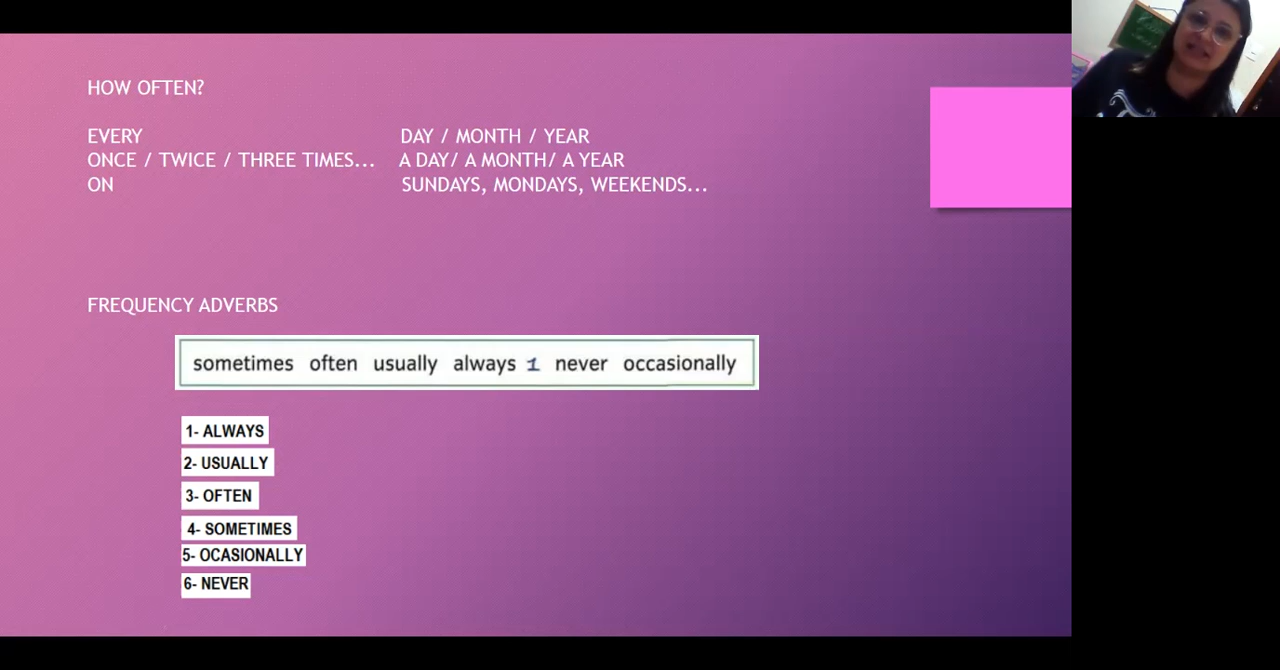 HOW OFTEN?
EVERY DAY / MONTH / YEAR
ONCE / TWICE / THREE TIMES... A DAY/ A MONTH/ A YEAR
ON SUNDAYS, MONDAYS, WEEKENDS...
FREQUENCY ADVERBS
sometimes often usually always 1 never occasionally
1- ALWAYS
2- USUALLY
3- OFTEN
4- SOMETIMES
5- OCASIONALLY
6- NEVER